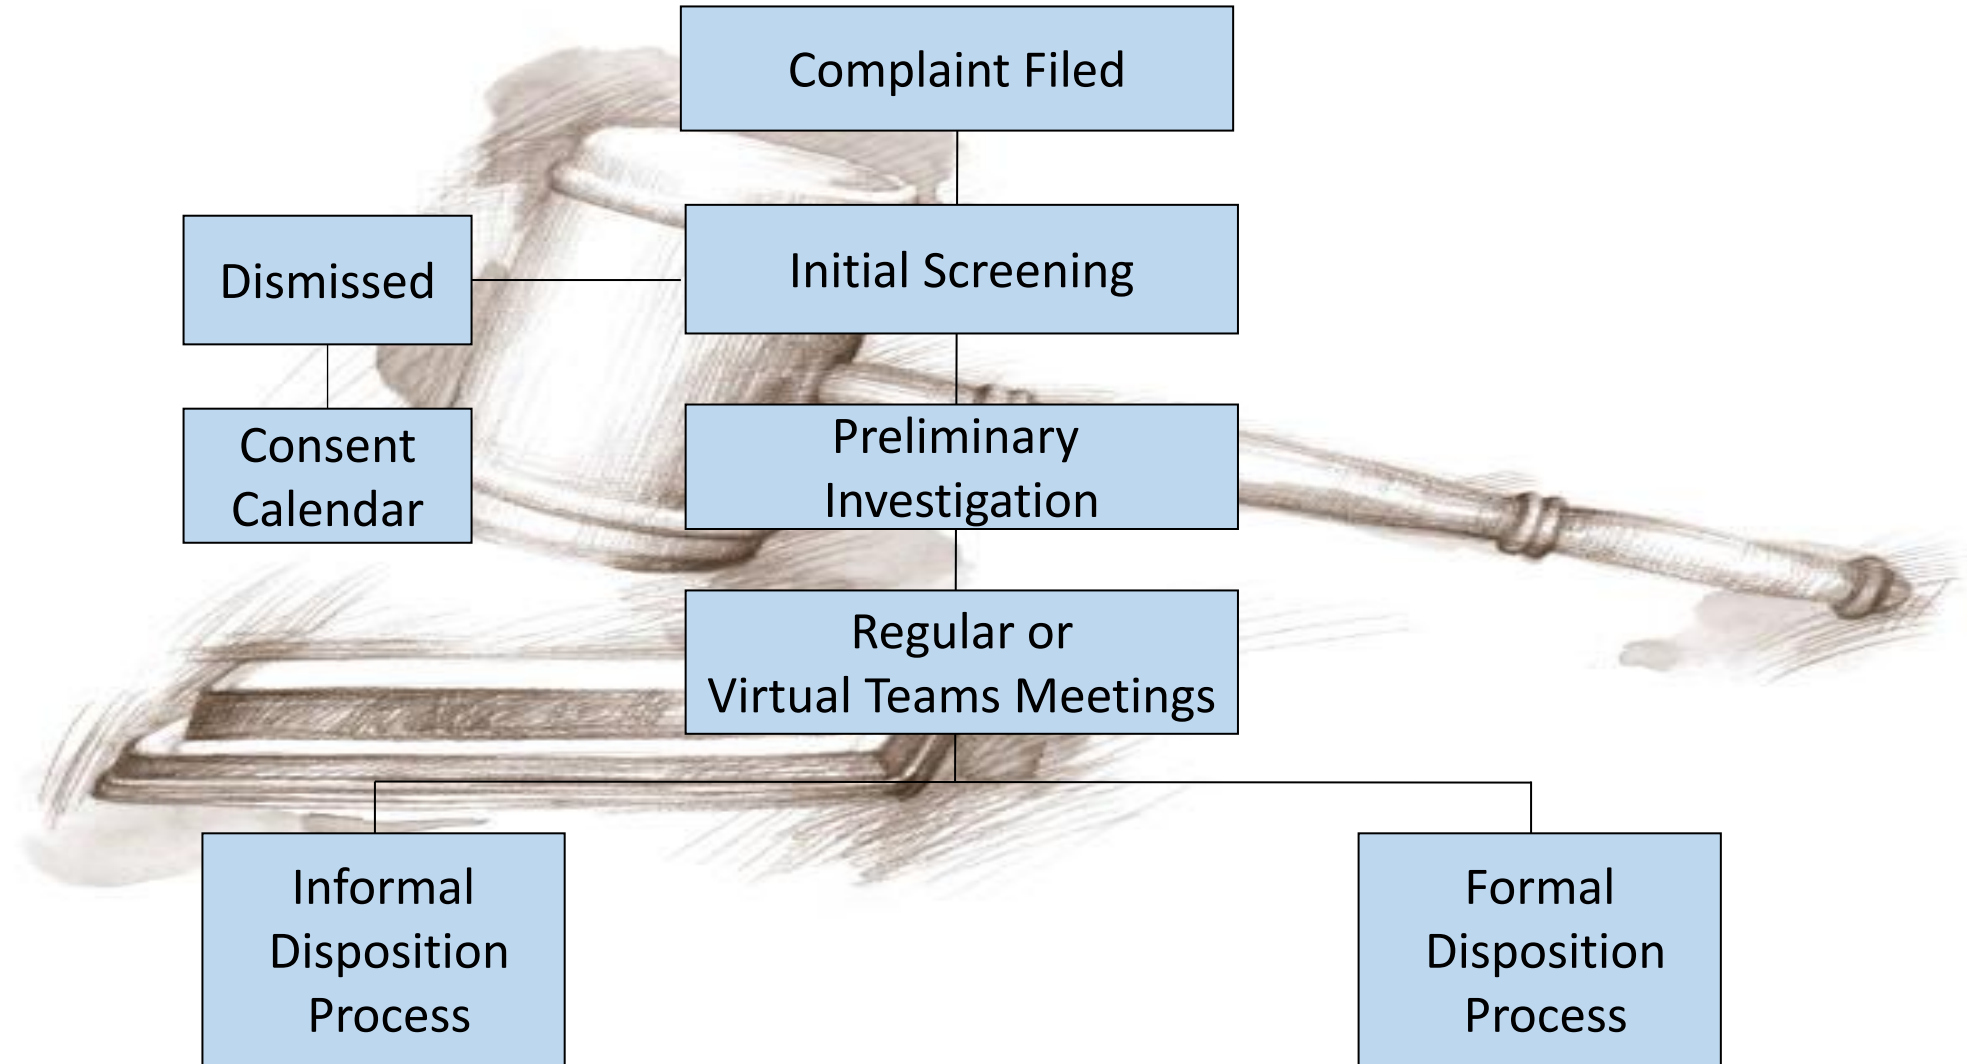 Complaint Filed
Dismissed
Initial Screening
Consent
Calendar
Preliminary
Investigation
Regular or
Virtual Teams Meetings
Informal
Disposition
Process
Formal
Disposition
Process